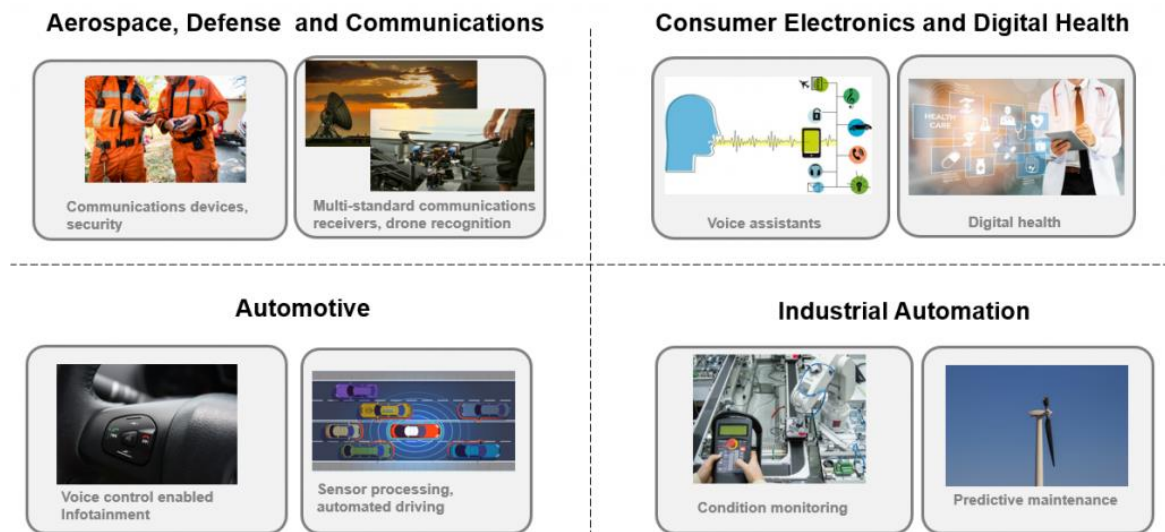 Aerospace, Defense and Communications
Communications devices,
security
Multi-standard communications
receivers, drone recognition
Consumer Electronics and Digital Health
Voice assistants
HEALTH
CARE
Digital health
Automotive
Voice control enabled
Infotainment
Sensor processing,
automated driving
Industrial Automation
Condition monitoring
Predictive maintenance